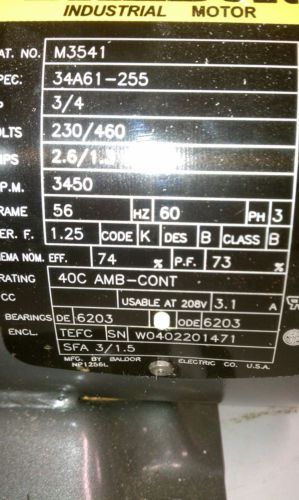 INDUSTRIAL MOTOR
AT. NO. M3541
PEC. 34A61-255
P 3/4
OLTS 230/460
MPS 2.6/1.3
P.M. 3450
RAME 56 HZ 60 PH 3
ER. F. 1.25 CODE K DES B CLASS B
EMA NOM. EFF. 74 % P.F. 73 %
RATING 40C AMB-CONT
CC USABLE AT 208V 3.1 A
BEARINGS DE 6203 ODE 6203
ENCL. TEFC SN W0402201471
SFA 3/1.5
MFG. BY BALDOR ELECTRIC CO. U.S.A.
NP1256L